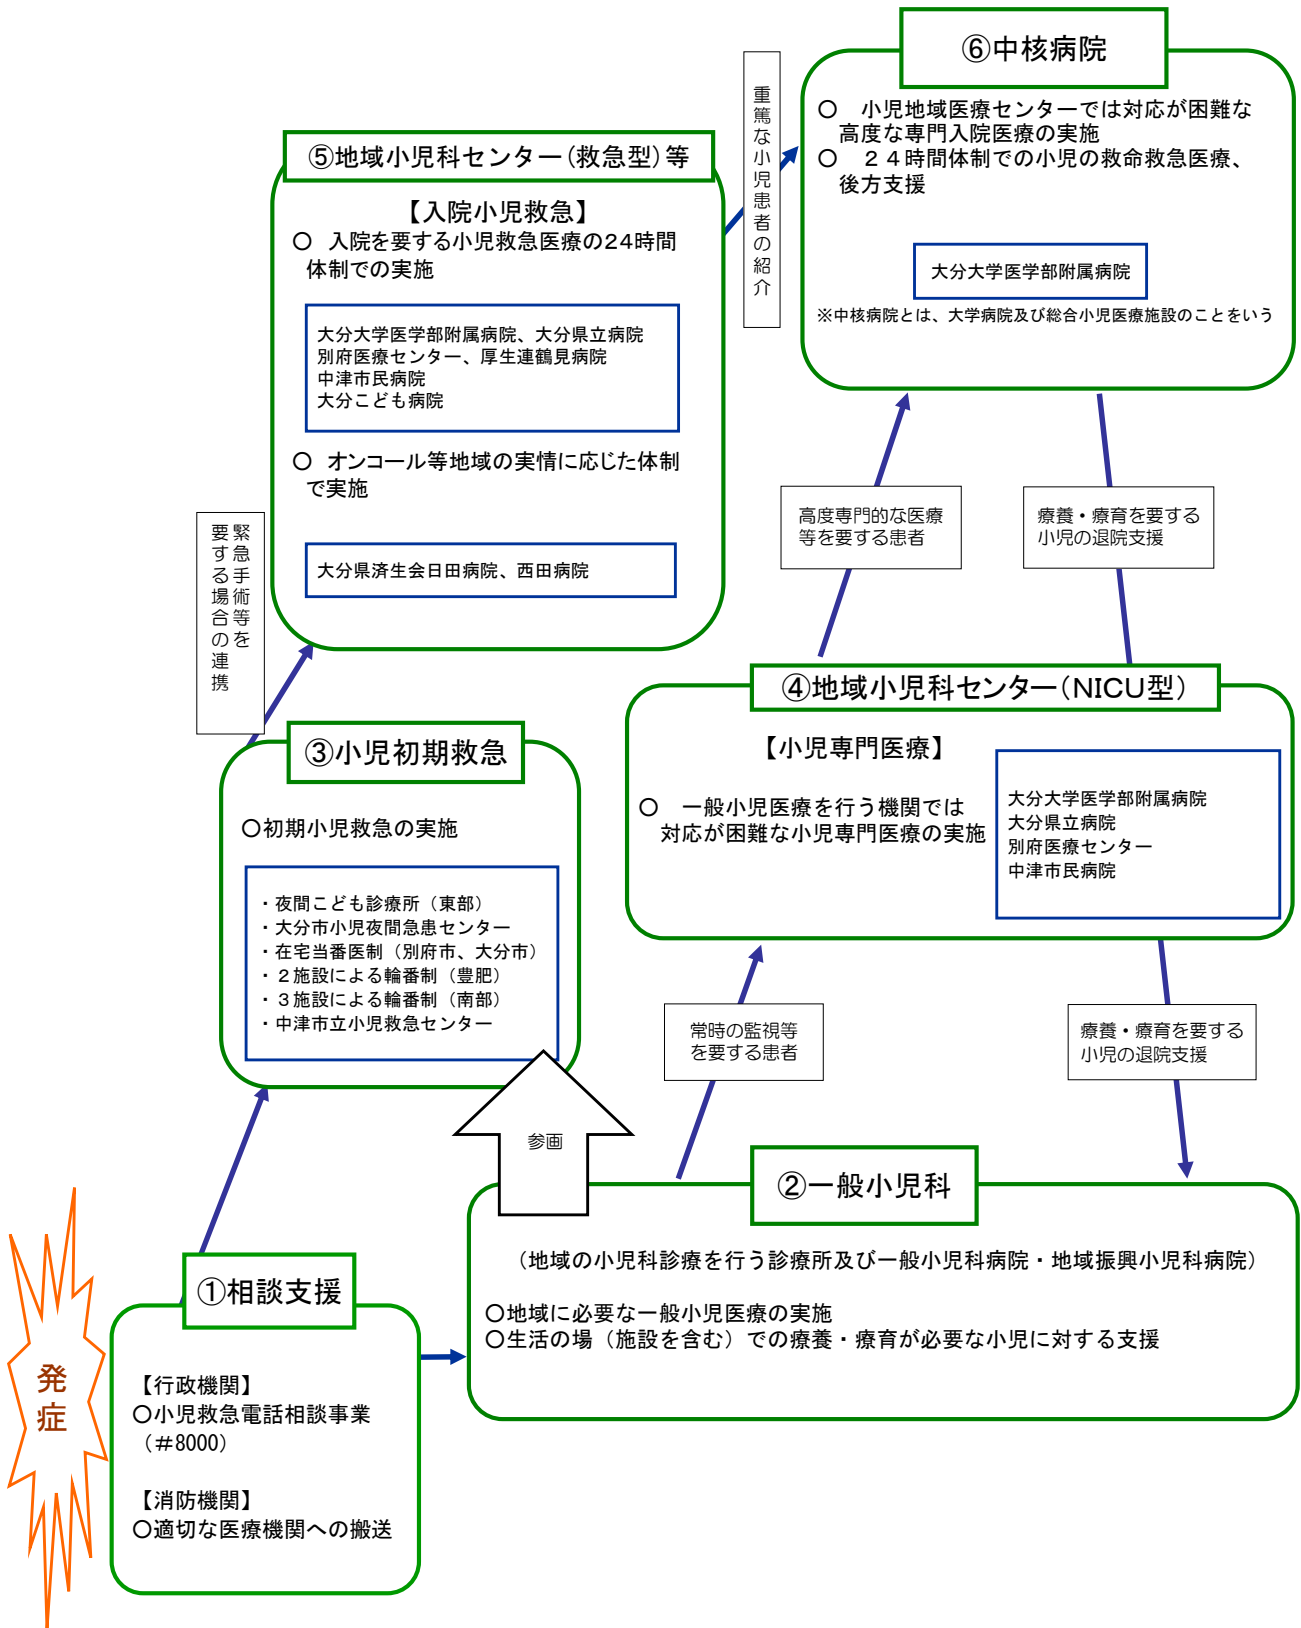 ⑥中核病院
○　小児地域医療センターでは対応が困難な
高度な専門入院医療の実施
○　２４時間体制での小児の救命救急医療、
後方支援
大分大学医学部附属病院
※中核病院とは、大学病院及び総合小児医療施設のことをいう
重篤な小児患者の紹介
⑤地域小児科センター（救急型）等
【入院小児救急】
○　入院を要する小児救急医療の24時間
体制での実施
大分大学医学部附属病院、大分県立病院
別府医療センター、厚生連鶴見病院
中津市民病院
大分こども病院
○　オンコール等地域の実情に応じた体制
で実施
大分県済生会日田病院、西田病院
緊急手術等を
要する場合の連携
高度専門的な医療
等を要する患者
療養・療育を要する
小児の退院支援
④地域小児科センター（NICU型）
【小児専門医療】
○　一般小児医療を行う機関では
対応が困難な小児専門医療の実施
大分大学医学部附属病院
大分県立病院
別府医療センター
中津市民病院
③小児初期救急
○初期小児救急の実施
・夜間こども診療所（東部）
・大分市小児夜間急患センター
・在宅当番医制（別府市、大分市）
・２施設による輪番制（豊肥）
・３施設による輪番制（南部）
・中津市立小児救急センター
常時の監視等
を要する患者
療養・療育を要する
小児の退院支援
参画
②一般小児科
（地域の小児科診療を行う診療所及び一般小児科病院・地域振興小児科病院）
○地域に必要な一般小児医療の実施
○生活の場（施設を含む）での療養・療育が必要な小児に対する支援
①相談支援
【行政機関】
○小児救急電話相談事業
（＃8000）
【消防機関】
○適切な医療機関への搬送
発
症